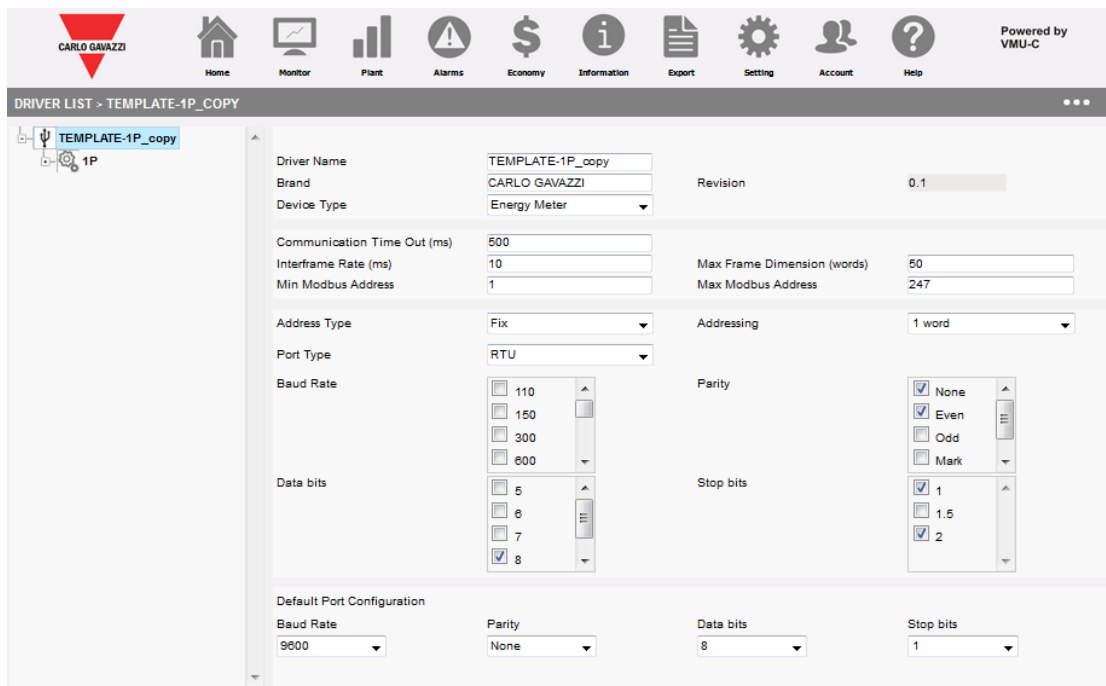 CARLO GAVAZZI
Home Monitor Plant Alarms Economy Information Export Setting Account Help
Powered by
VMU-C
DRIVER LIST > TEMPLATE-1P_COPY
TEMPLATE-1P_copy
1P
Driver Name TEMPLATE-1P_copy
Brand CARLO GAVAZZI Revision 0.1
Device Type Energy Meter
Communication Time Out (ms) 500
Interframe Rate (ms) 10 Max Frame Dimension (words) 50
Min Modbus Address 1 Max Modbus Address 247
Address Type Fix Addressing 1 word
Port Type RTU
Baud Rate 110 Parity None
150 Even
300 Odd
600 Mark
Data bits 5 Stop bits 1
6 1.5
7 2
8
Default Port Configuration
Baud Rate Parity Data bits Stop bits
9600 None 8 1